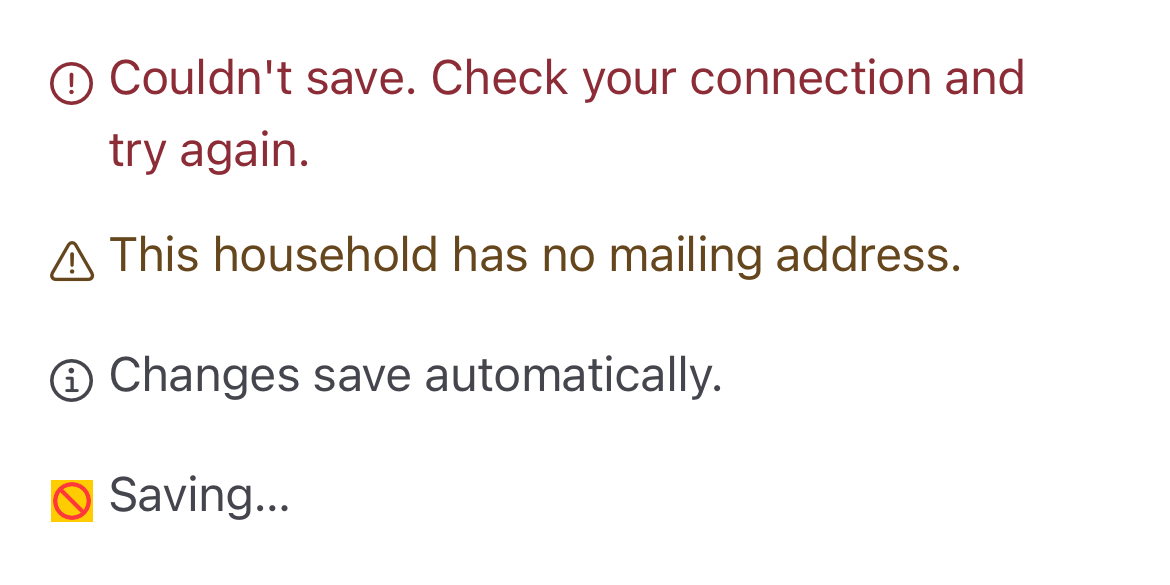 Couldn't save. Check your connection and
try again.
This household has no mailing address.
Changes save automatically.
Saving...